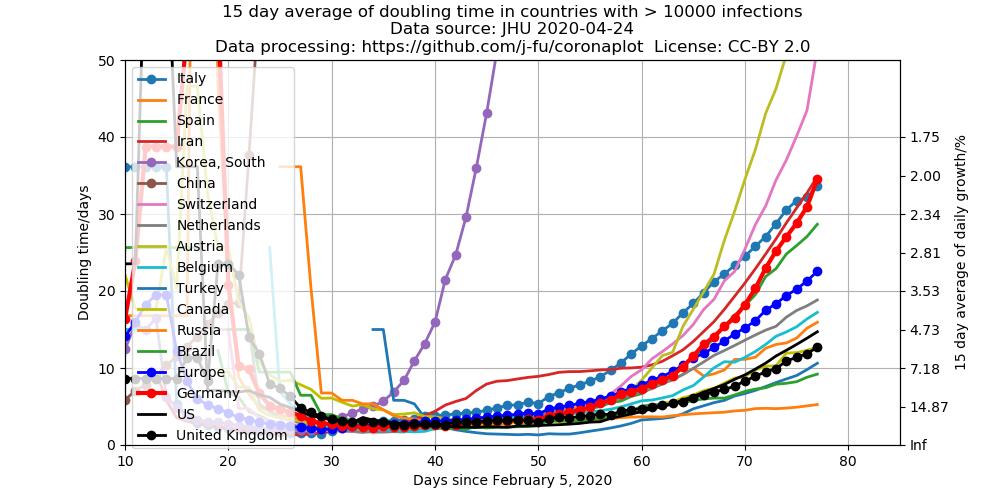 15 day average of doubling time in countries with > 10000 infections
Data source: JHU 2020-04-24
Data processing: https://github.com/j-fu/coronaplot  License: CC-BY 2.0
Doubling time/days
50
40
30
20
10
0
Italy
France
Spain
Iran
Korea, South
China
Switzerland
Netherlands
Austria
Belgium
Turkey
Canada
Russia
Brazil
Europe
Germany
US
United Kingdom
1.75
2.00
2.34
2.81
3.53
4.73
7.18
14.87
Inf
15 day average of daily growth/%
10 20 30 40 50 60 70 80
Days since February 5, 2020